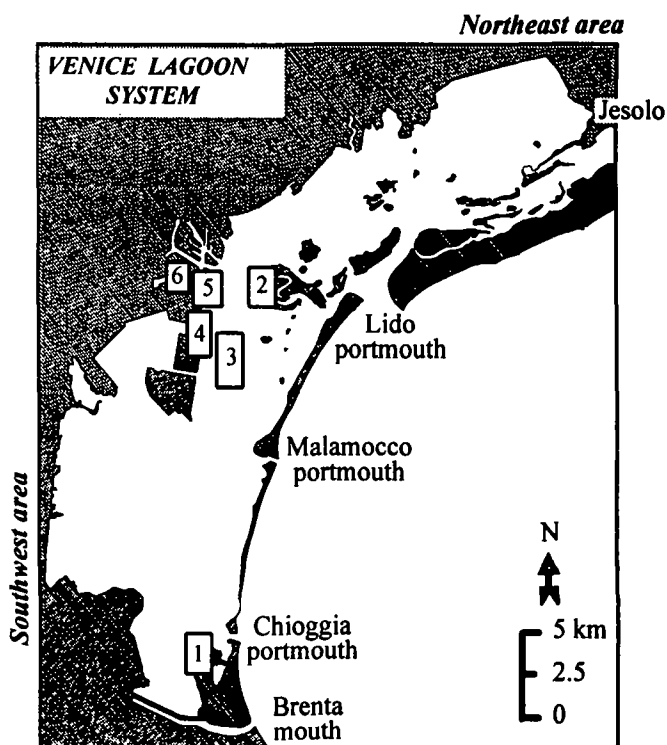 Northeast area
VENICE LAGOON
SYSTEM
Jesolo
6
5
2
4
3
Lido
portmouth
Malamocco
portmouth
Southwest area
N
Chioggia
portmouth
1
5 km
2.5
0
Brenta
mouth